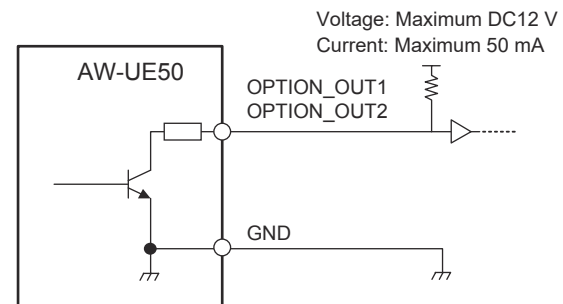 Voltage: Maximum DC12 V
Current: Maximum 50 mA
AW-UE50
OPTION_OUT1
OPTION_OUT2
GND